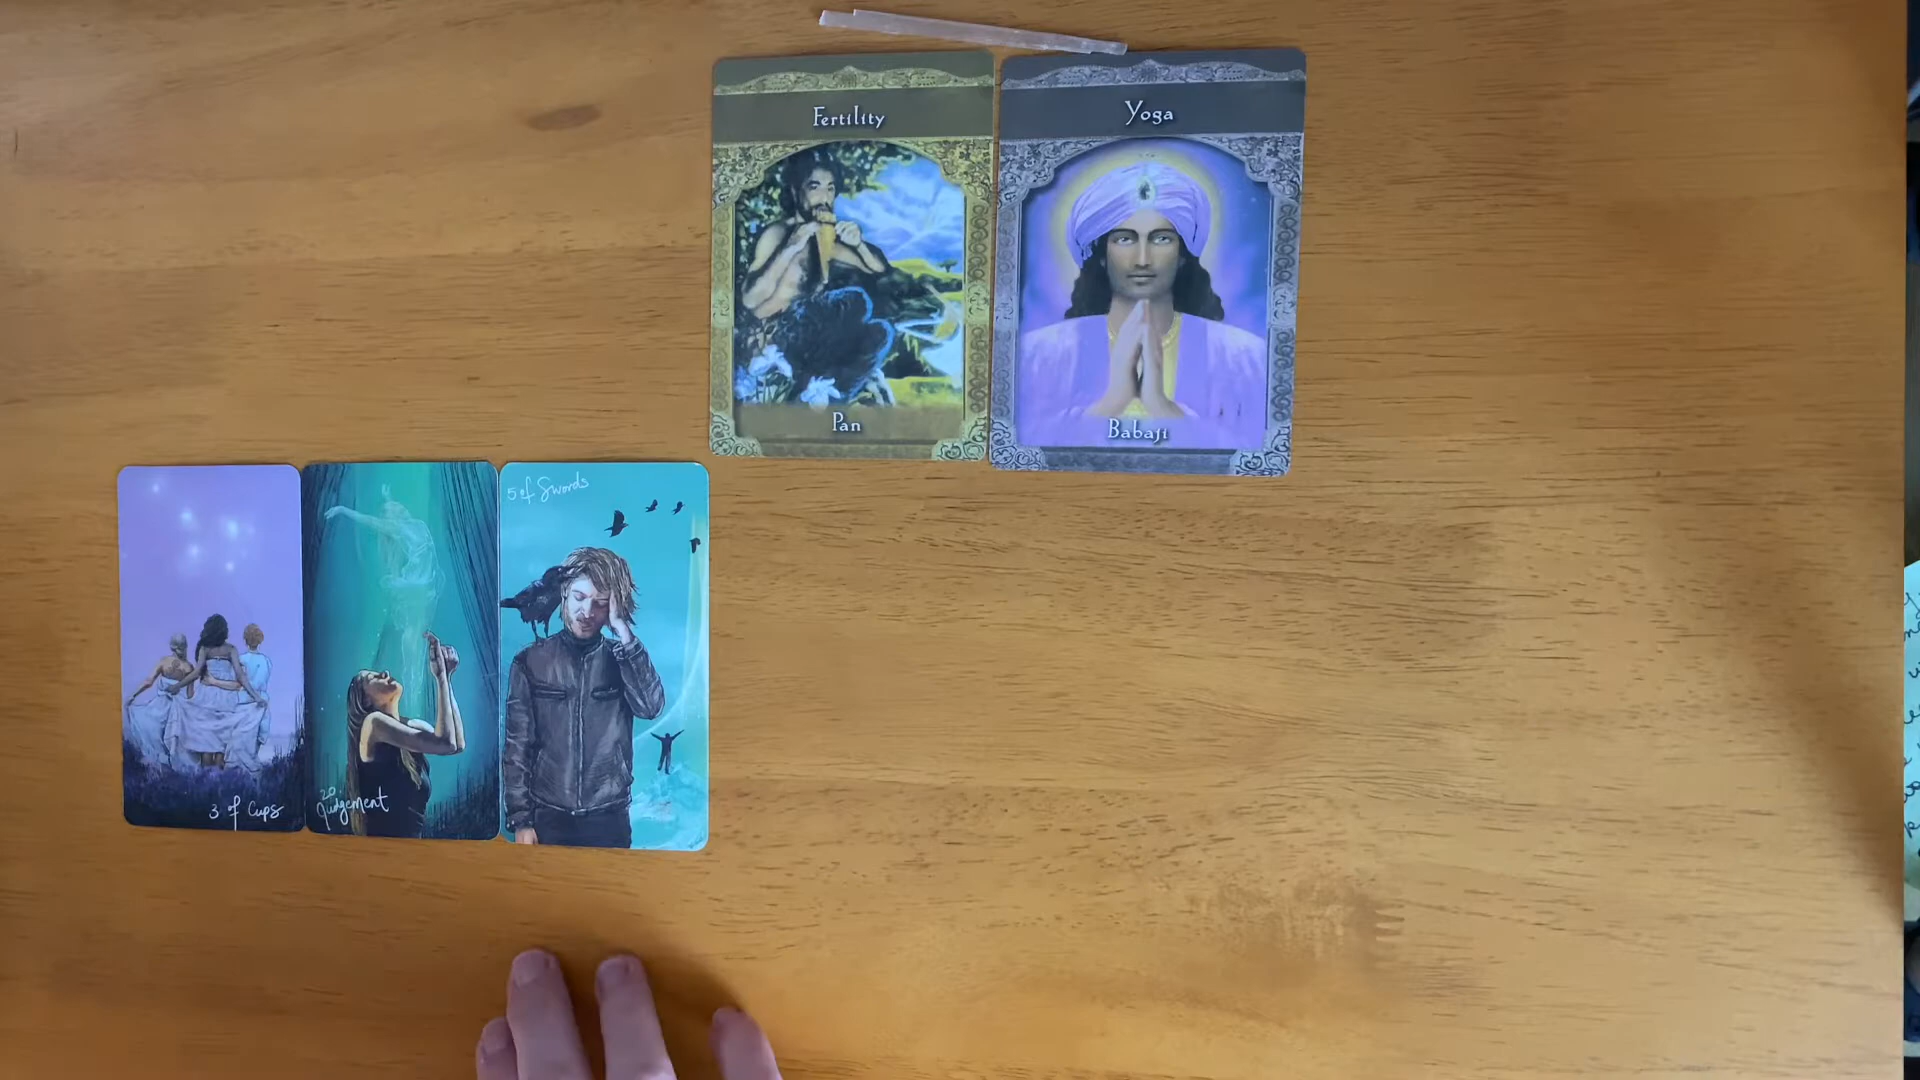 Fertility
Pan
Yoga
Babaji
3 of Cups
20.
Judgement
5 of Swords